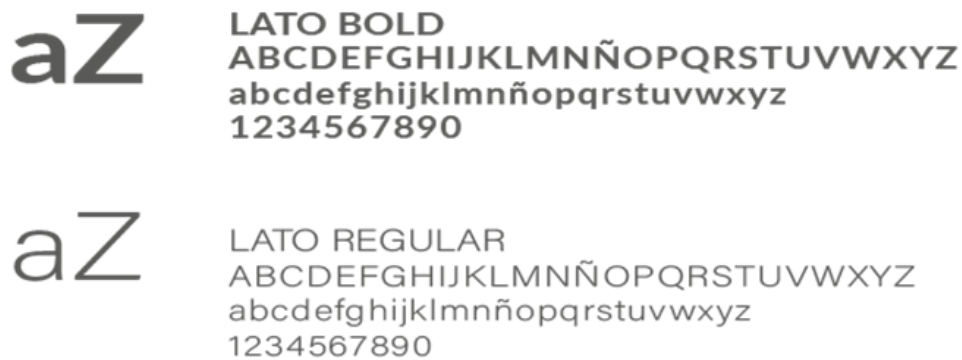 aZ
LATO BOLD
ABCDEFGHIJKLMNÑOPQRSTUVWXYZ
abcdefghijklmnñopqrstuvwxyz
1234567890
aZ
LATO REGULAR
ABCDEFGHIJKLMNÑOPQRSTUVWXYZ
abcdefghijklmnñopqrstuvwxyz
1234567890